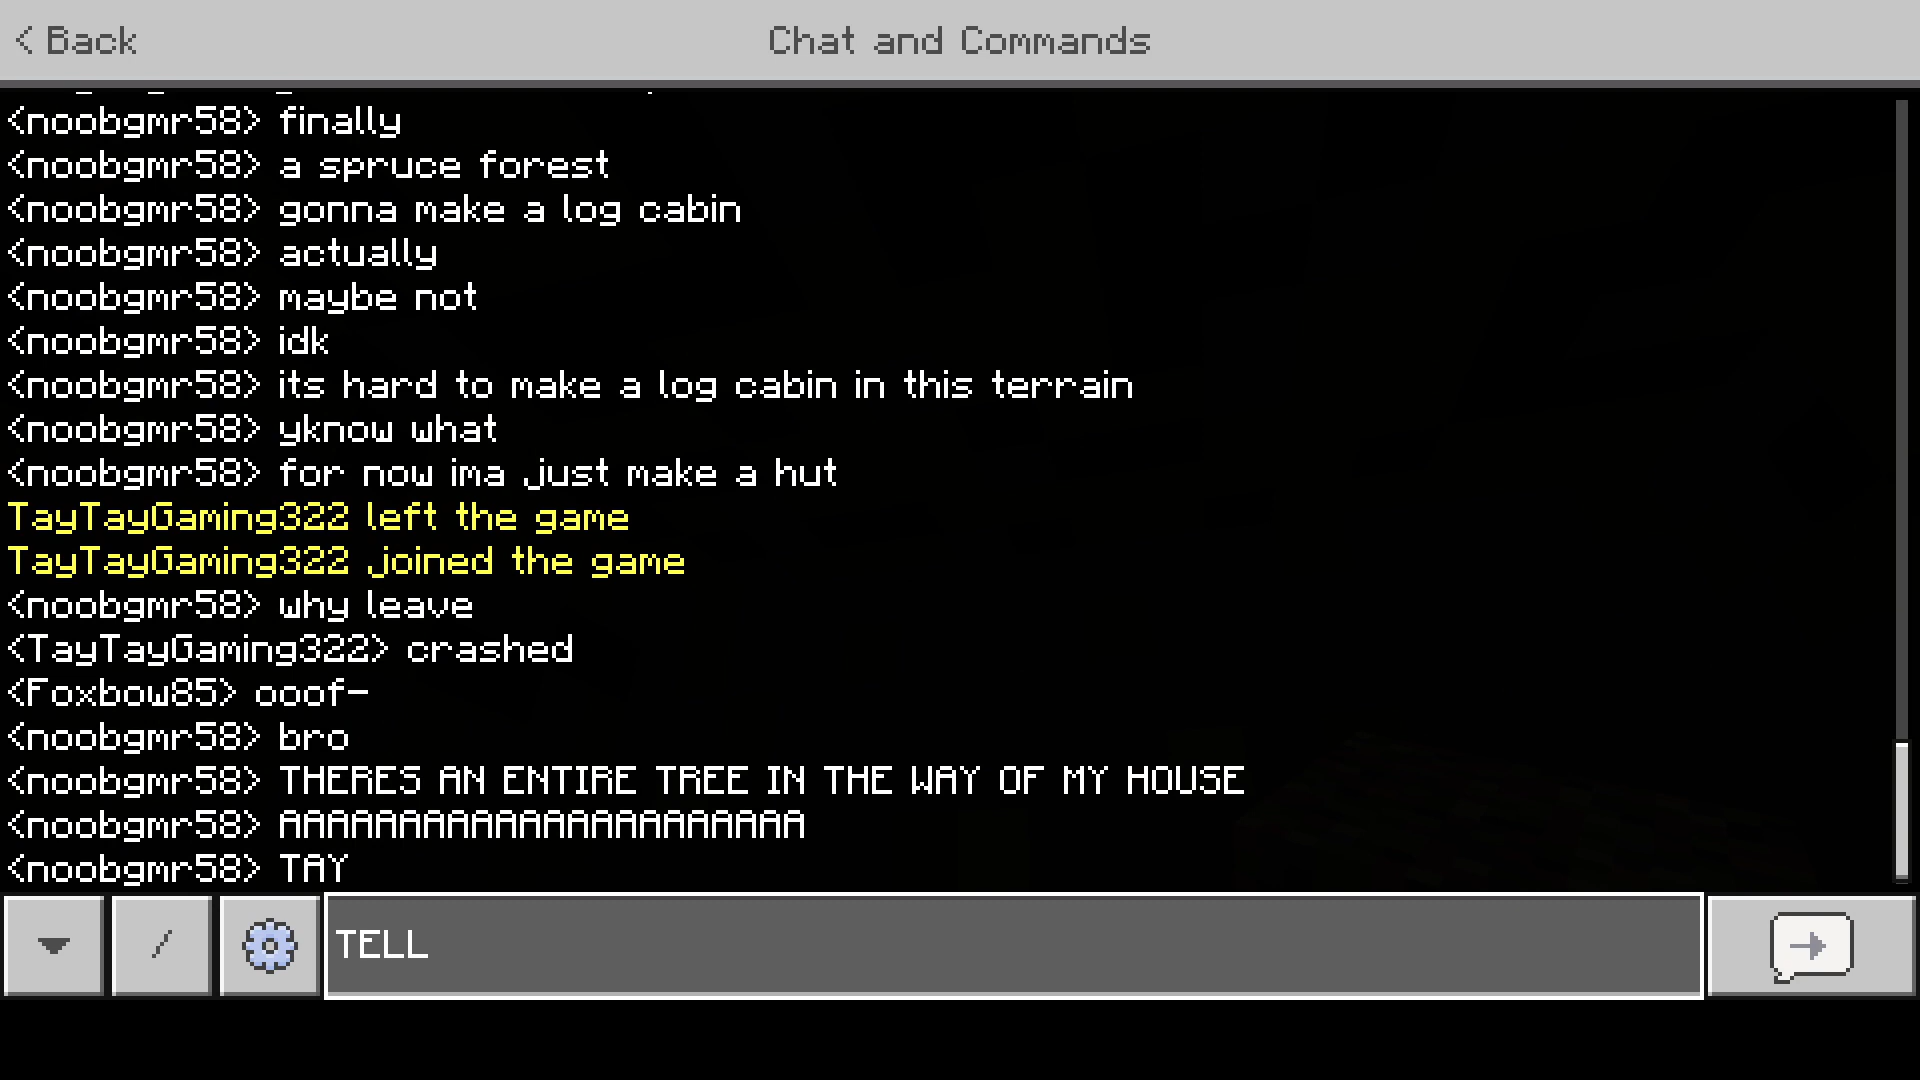 < Back
Chat and Commands
<noobgmr58> finally
<noobgmr58> a spruce forest
<noobgmr58> gonna make a log cabin
<noobgmr58> actually
<noobgmr58> maybe not
<noobgmr58> idk
<noobgmr58> its hard to make a log cabin in this terrain
<noobgmr58> yknow what
<noobgmr58> for now ima just make a hut
TayTayGaming322 left the game
TayTayGaming322 joined the game
<noobgmr58> why leave
<TayTayGaming322> crashed
<Foxbow85> ooof-
<noobgmr58> bro
<noobgmr58> THERES AN ENTIRE TREE IN THE WAY OF MY HOUSE
<noobgmr58> AAAAAAAAAAAAAAAAAAAAAA
<noobgmr58> TAY
/
TELL